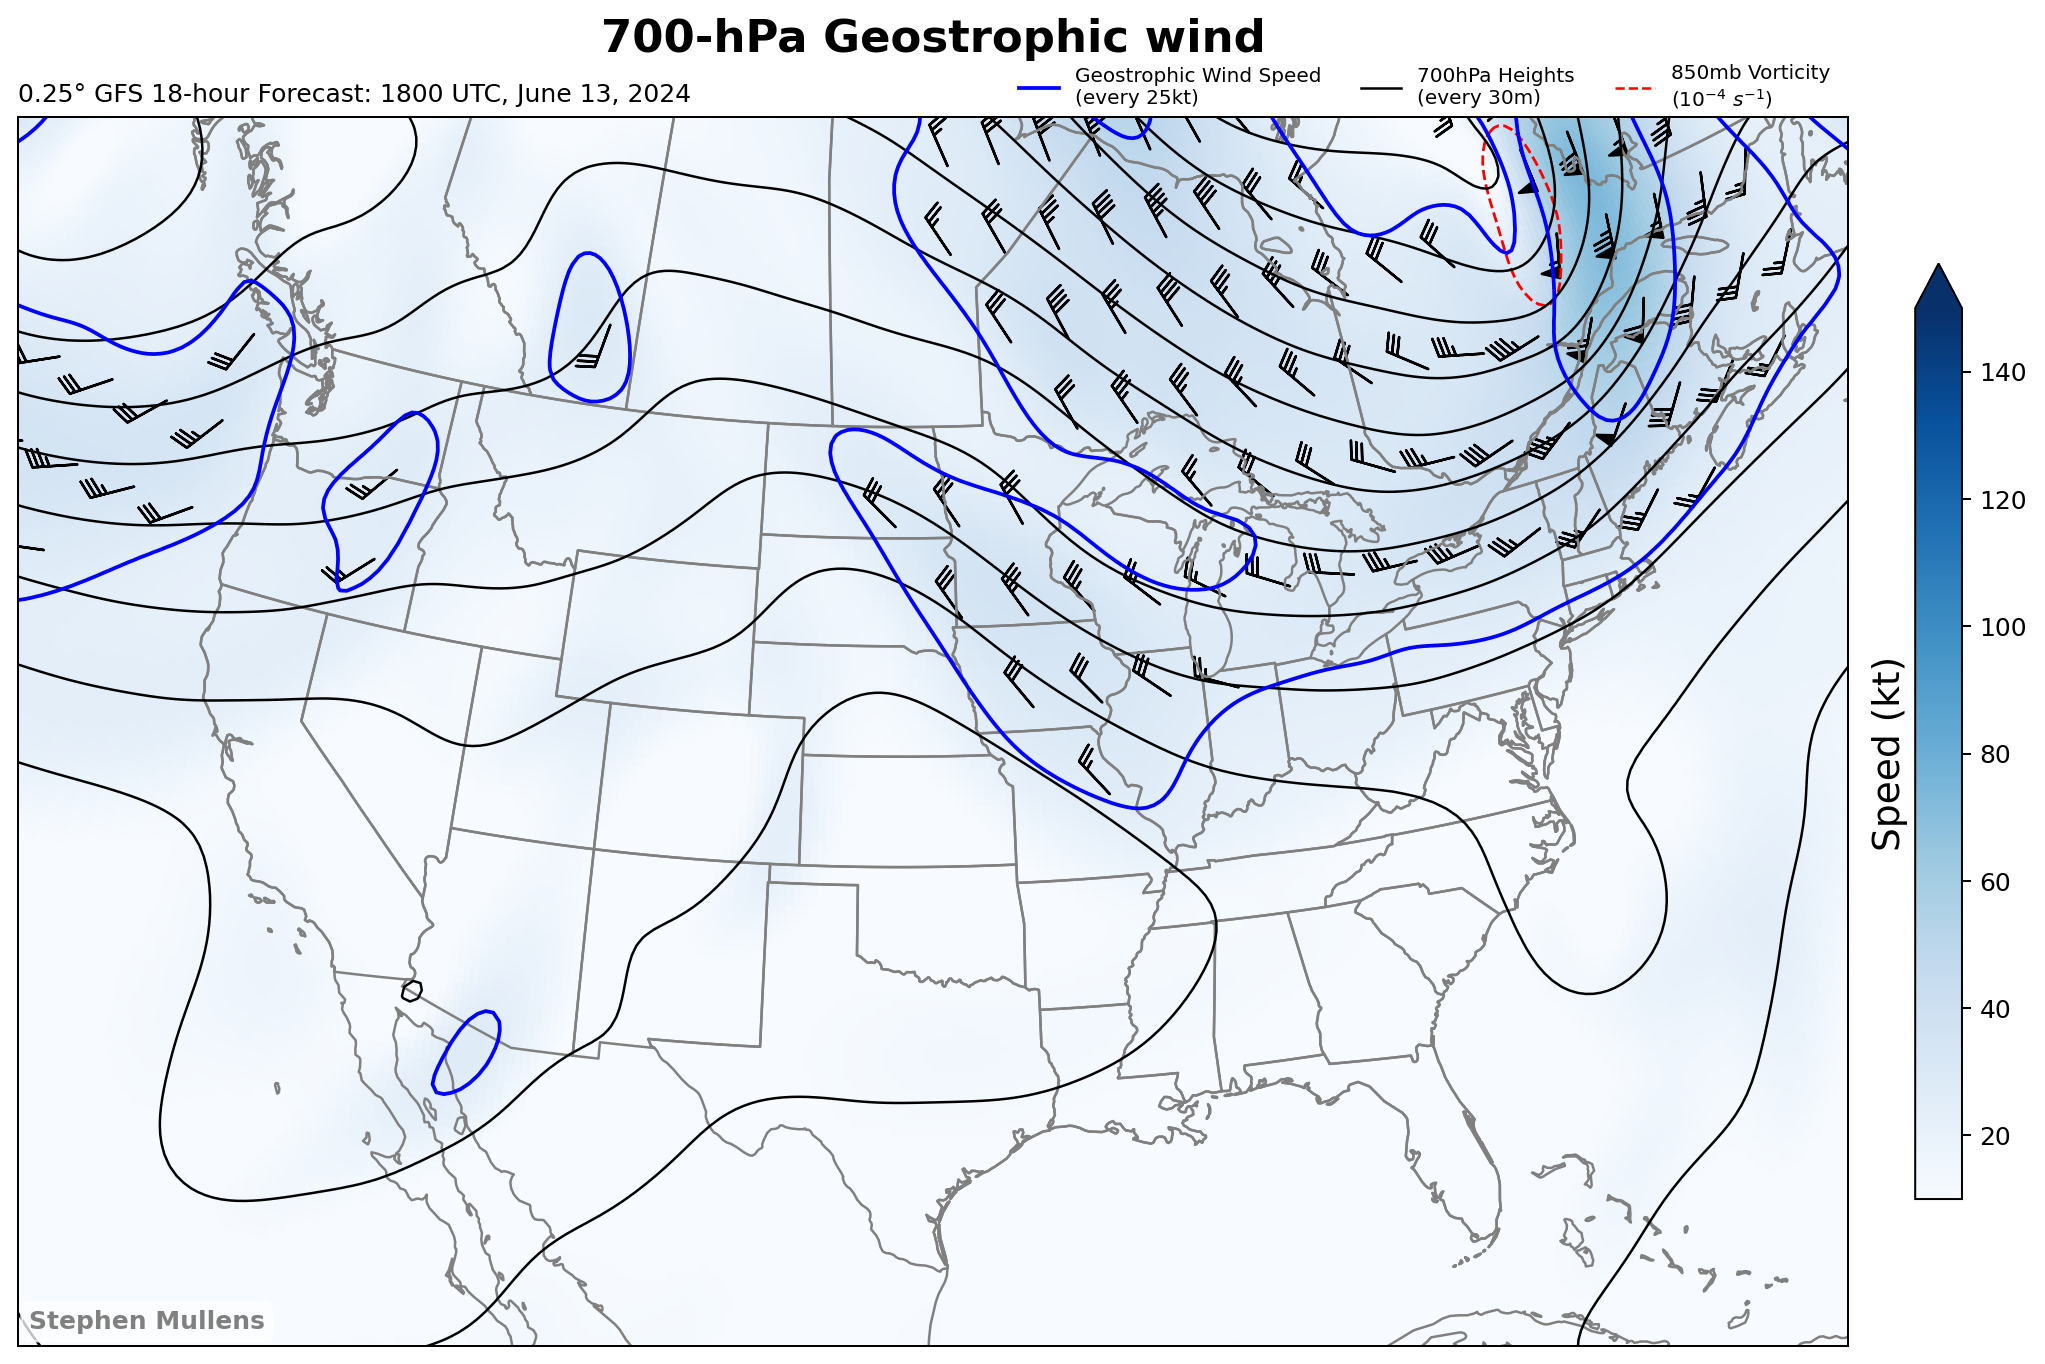 700-hPa Geostrophic wind
0.25° GFS 18-hour Forecast: 1800 UTC, June 13, 2024
Geostrophic Wind Speed
(every 25kt)
700hPa Heights
(every 30m)
850mb Vorticity
(10⁻⁴ s⁻¹)
140
120
100
80
60
40
20
Speed (kt)
Stephen Mullens